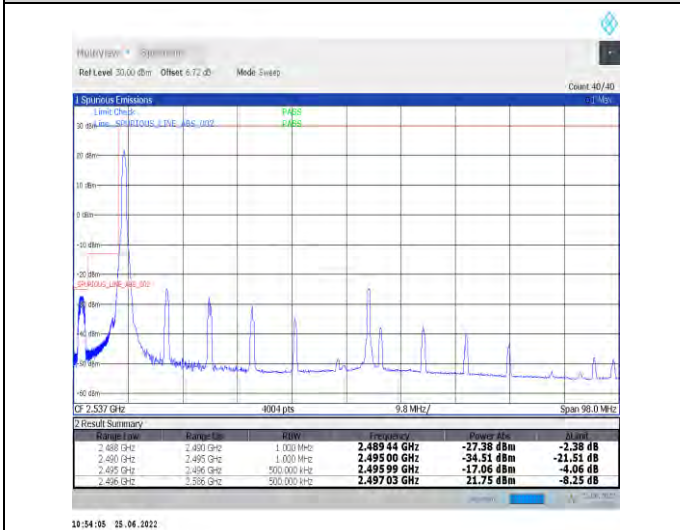 MultiView Spectrum
Ref Level 30.00 dBm Offset 6.72 dB Mode Sweep
Count 40/40
1 Spurious Emissions
Limit Check PASS
Line _SPURIOUS_LINE_ABS_002 PASS
30 dBm
20 dBm
10 dBm
0 dBm
-10 dBm
-20 dBm
_SPURIOUS_LINE_ABS_002
-50 dBm
-60 dBm
CF 2.537 GHz 4004 pts 9.8 MHz/ Span 98.0 MHz
2 Result Summary
Range Low Range Up RBW Frequency Power Abs ΔLimit
2.488 GHz 2.490 GHz 1.000 MHz 2.489 44 GHz -27.38 dBm -2.38 dB
2.490 GHz 2.495 GHz 1.000 MHz 2.495 00 GHz -34.51 dBm -21.51 dB
2.495 GHz 2.496 GHz 500.000 kHz 2.495 99 GHz -17.06 dBm -4.06 dB
2.496 GHz 2.586 GHz 500.000 kHz 2.497 03 GHz 21.75 dBm -8.25 dB
10:54:05 25.06.2022